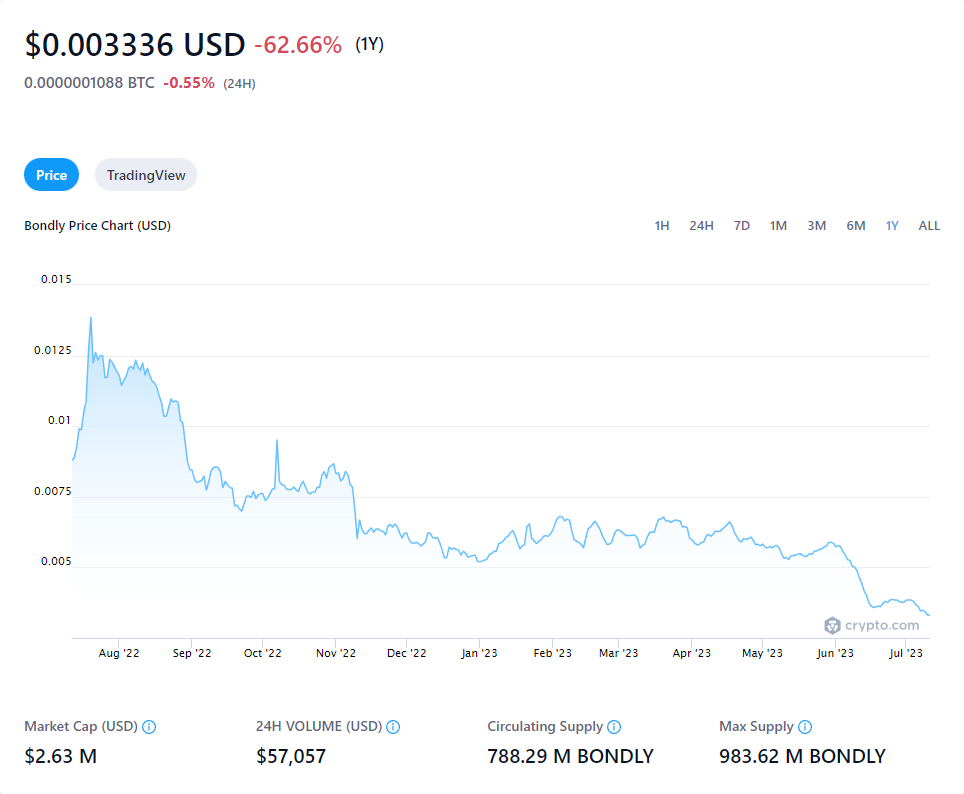 $0.003336 USD -62.66% (1Y)
0.0000001088 BTC -0.55% (24H)
Price TradingView
Bondly Price Chart (USD) 1H 24H 7D 1M 3M 6M 1Y ALL
0.015
0.0125
0.01
0.0075
0.005
crypto.com
Aug '22 Sep '22 Oct '22 Nov '22 Dec '22 Jan '23 Feb '23 Mar '23 Apr '23 May '23 Jun '23 Jul '23
Market Cap (USD) 24H VOLUME (USD) Circulating Supply Max Supply
$2.63 M $57,057 788.29 M BONDLY 983.62 M BONDLY